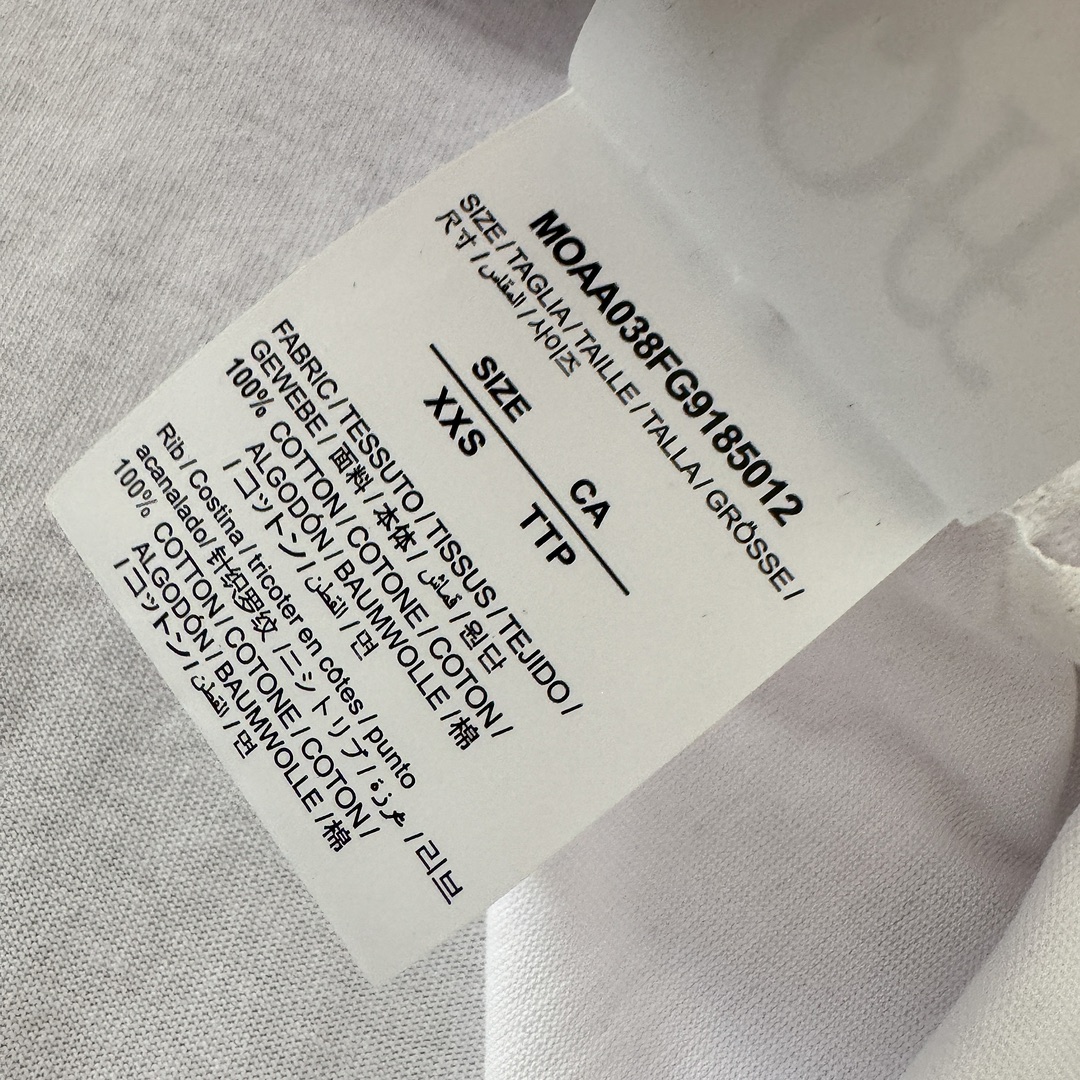 MOAA038FG9185012
SIZE / TAGLIA / TAILLE / TALLA / GRÖSSE /
尺寸 / المقاس / 사이즈
SIZE CA
XXS TTP
FABRIC / TESSUTO / TISSUS / TEJIDO /
GEWEBE / 面料 / 本体 / قماش / 원단
100% COTTON / COTONE / COTON /
ALGODÓN / BAUMWOLLE / 棉
/ コットン / القطن / 면
Rib / Costina / tricoter en côtes / punto
acanalado/ 针织罗纹 /ニシトリブ / غرزة / 리브
100% COTTON / COTONE / COTON /
ALGODÓN / BAUMWOLLE / 棉
/ コットン / القطن / 면